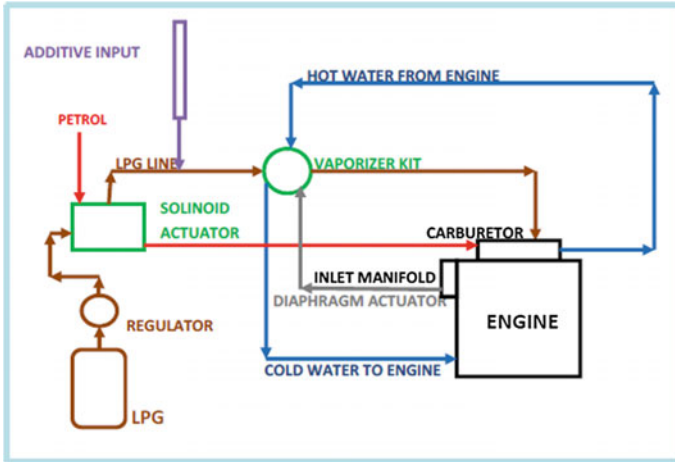 ADDITIVE INPUT
HOT WATER FROM ENGINE
PETROL
LPG LINE
VAPORIZER KIT
SOLINOID
ACTUATOR
CARBURETOR
INLET MANIFOLD
DIAPHRAGM ACTUATOR
REGULATOR
ENGINE
COLD WATER TO ENGINE
LPG